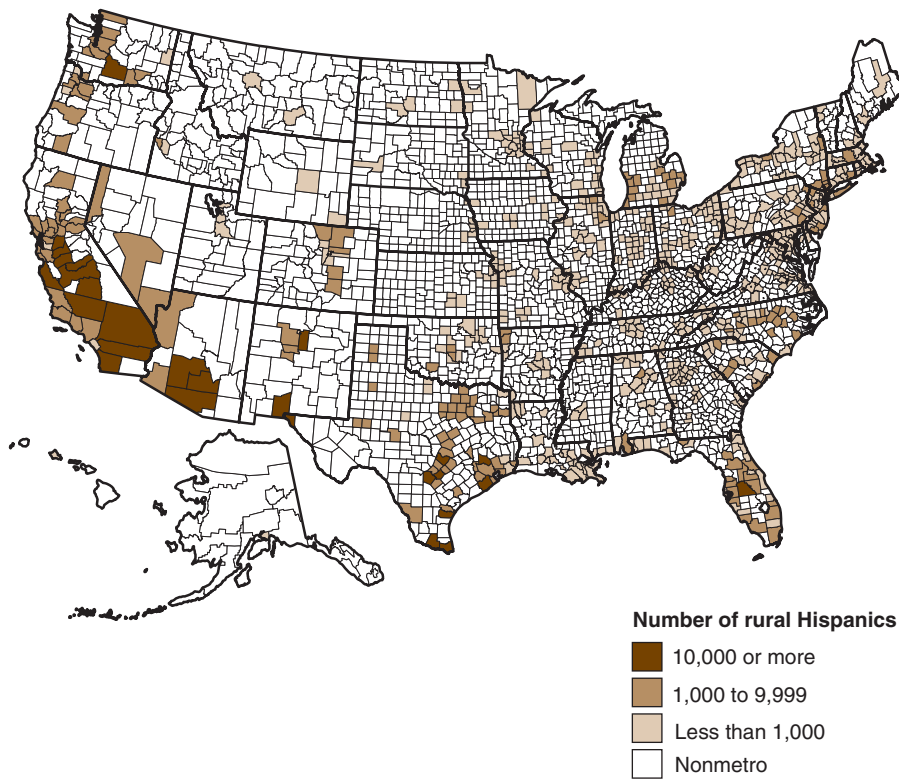 Number of rural Hispanics
10,000 or more
1,000 to 9,999
Less than 1,000
Nonmetro